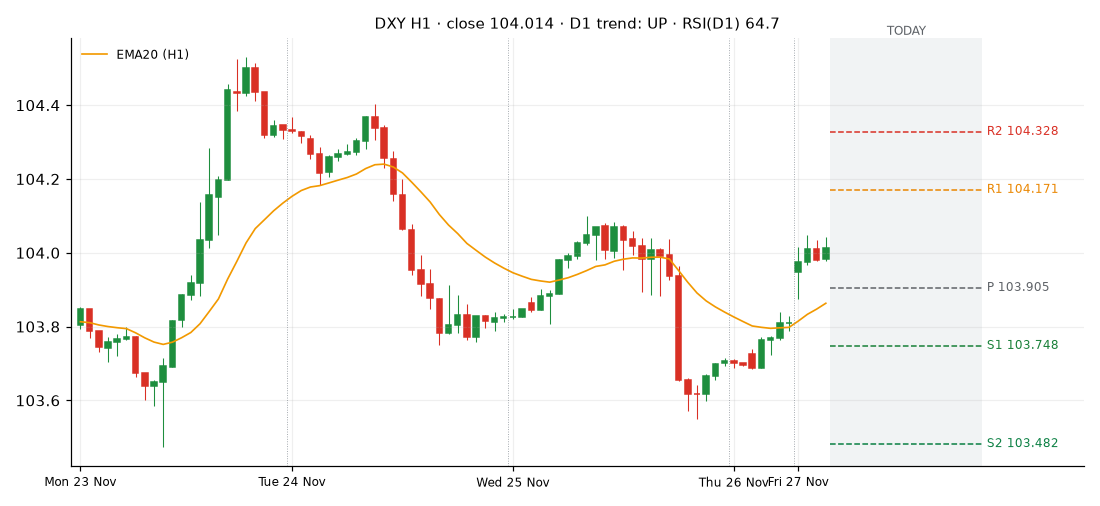 DXY H1 · close 104.014 · D1 trend: UP · RSI(D1) 64.7
TODAY
EMA20 (H1)
104.4
104.2
104.0
103.8
103.6
R2 104.328
R1 104.171
P 103.905
S1 103.748
S2 103.482
Mon 23 Nov
Tue 24 Nov
Wed 25 Nov
Thu 26 Nov
Fri 27 Nov